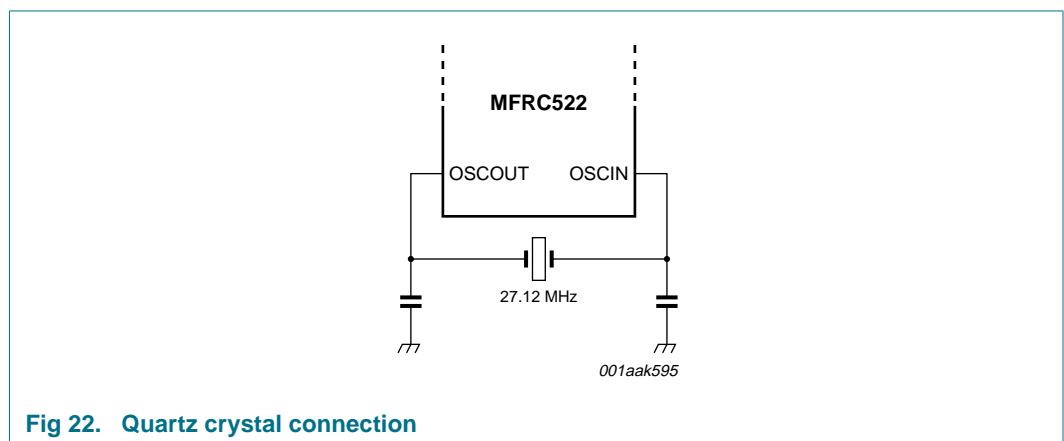 MFRC522
OSCOUT OSCIN
27.12 MHz
001aak595
Fig 22. Quartz crystal connection